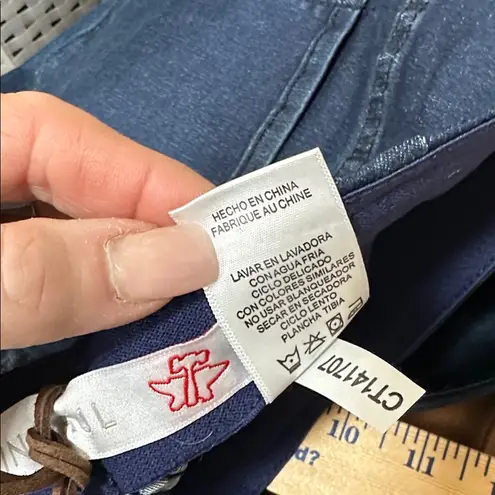 HECHO EN CHINA
FABRIQUE AU CHINE
LAVAR EN LAVADORA
CON AGUA FRIA
CICLO DELICADO
CON COLORES SIMILARES
NO USAR BLANQUEADOR
SECAR EN SECADORA
CICLO LENTO
PLANCHA TIBIA
CT141707
10
9
d?